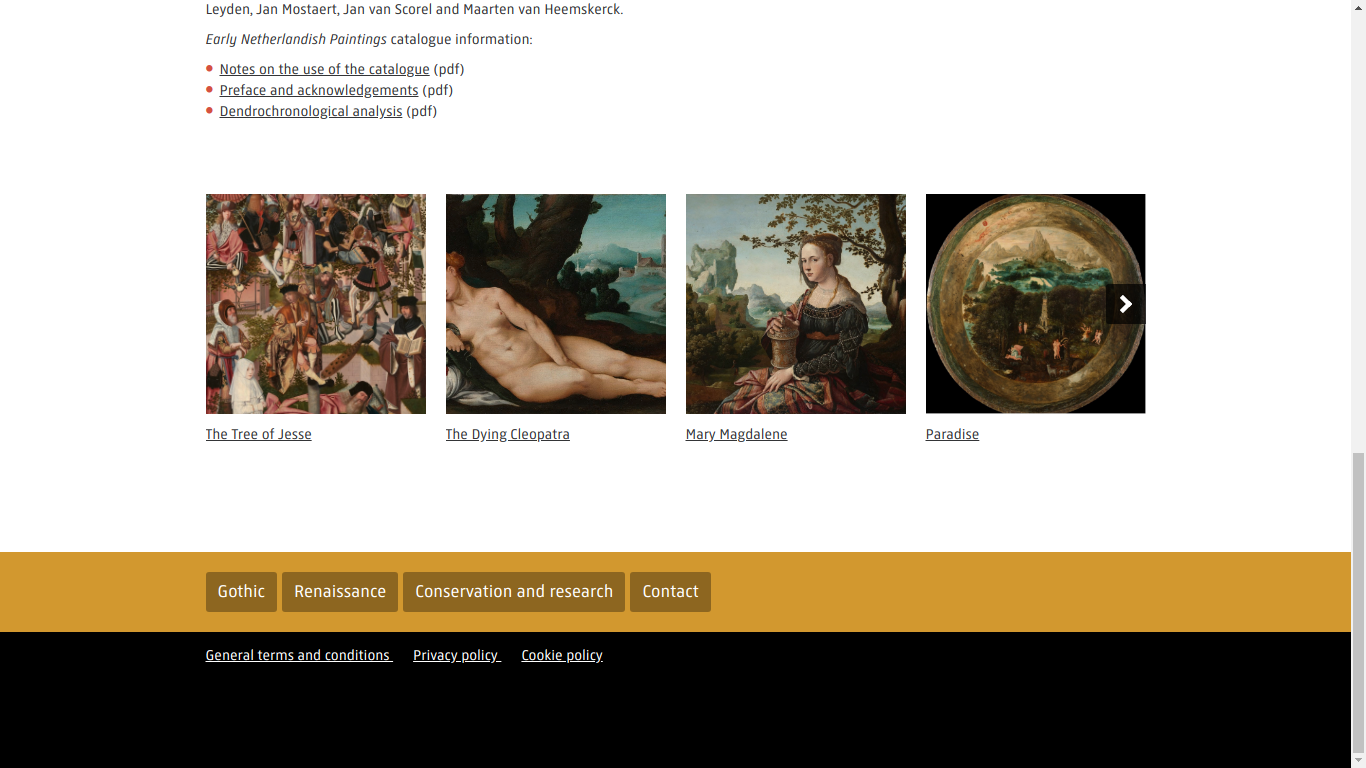 Leyden, Jan Mostaert, Jan van Scorel and Maarten van Heemskerck.
Early Netherlandish Paintings catalogue information:
Notes on the use of the catalogue (pdf)
Preface and acknowledgements (pdf)
Dendrochronological analysis (pdf)
The Tree of Jesse
The Dying Cleopatra
Mary Magdalene
Paradise
Gothic Renaissance Conservation and research Contact
General terms and conditions Privacy policy Cookie policy